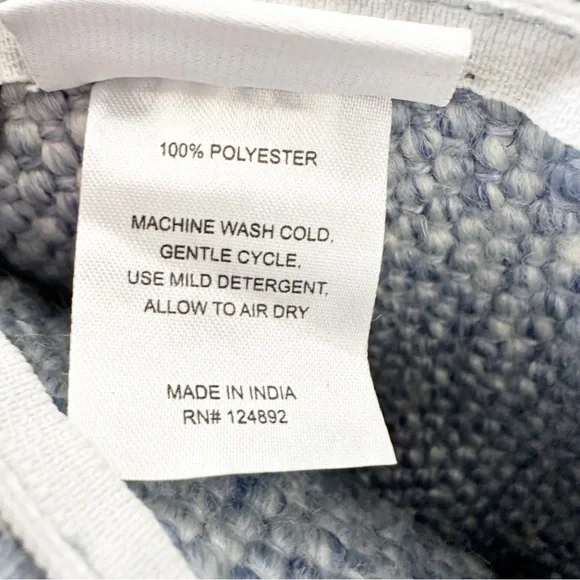 100% POLYESTER
MACHINE WASH COLD,
GENTLE CYCLE,
USE MILD DETERGENT,
ALLOW TO AIR DRY
MADE IN INDIA
RN# 124892